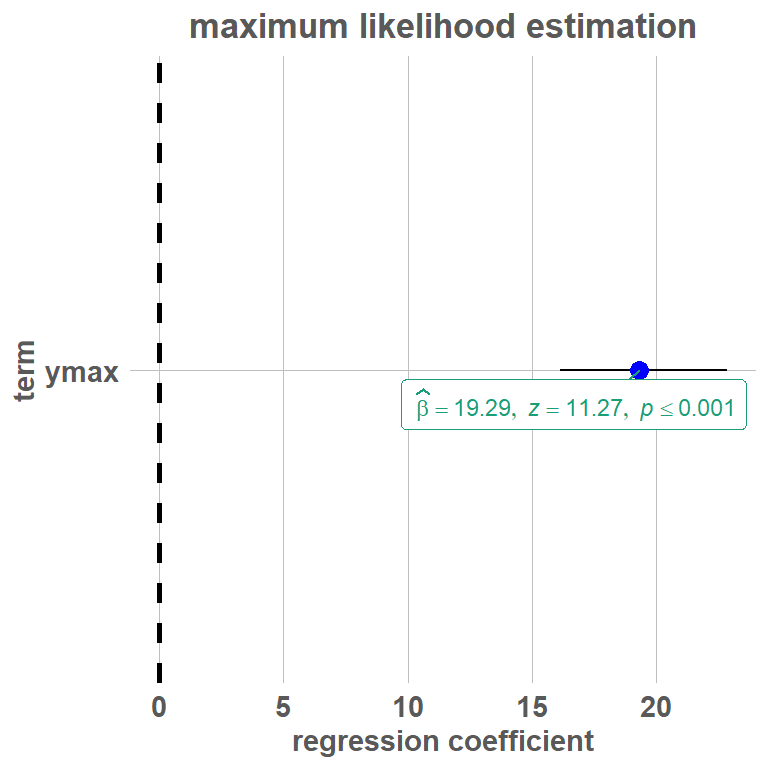 maximum likelihood estimation
term
ymax
β̂ = 19.29, z = 11.27, p ≤ 0.001
0 5 10 15 20
regression coefficient